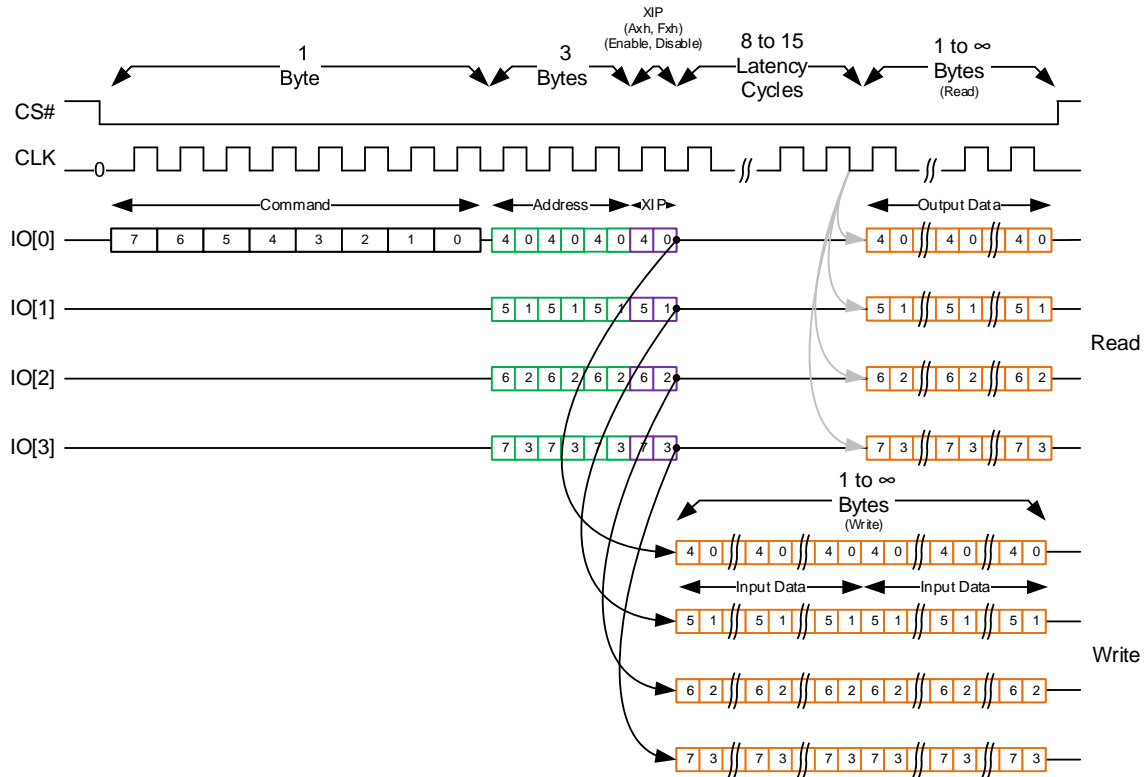 XIP
(Axh, Fxh)
(Enable, Disable)
1
Byte
3
Bytes
8 to 15
Latency
Cycles
1 to ∞
Bytes
(Read)
CS#
CLK
0
Command
Address
XIP
Output Data
IO[0]
7 6 5 4 3 2 1 0 4 0 4 0 4 0 4 0 4 0 4 0 4 0
IO[1]
5 1 5 1 5 1 5 1 5 1 5 1 5 1
Read
IO[2]
6 2 6 2 6 2 6 2 6 2 6 2 6 2
IO[3]
7 3 7 3 7 3 7 3 7 3 7 3 7 3
1 to ∞
Bytes
(Write)
4 0 4 0 4 0 4 0 4 0 4 0
Input Data Input Data
5 1 5 1 5 1 5 1 5 1 5 1
Write
6 2 6 2 6 2 6 2 6 2 6 2
7 3 7 3 7 3 7 3 7 3 7 3